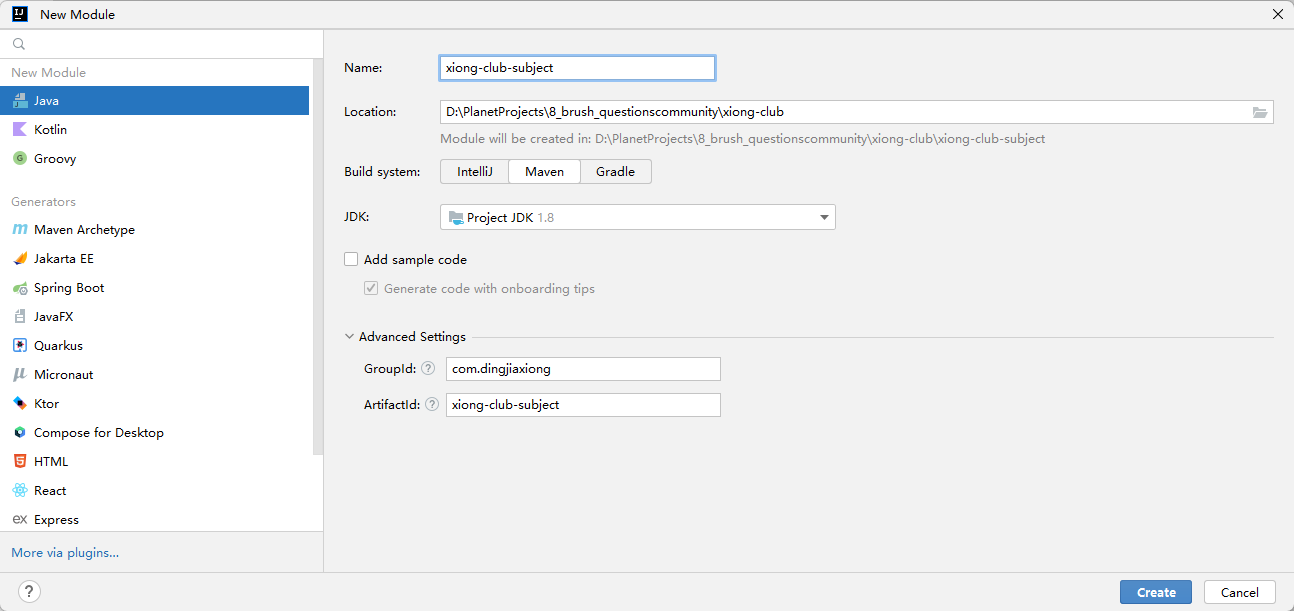 New Module
New Module
Java
Kotlin
G Groovy
Generators
m Maven Archetype
Jakarta EE
Spring Boot
JavaFX
Quarkus
μ Micronaut
Ktor
Compose for Desktop
5 HTML
React
ex Express
More via plugins...
?
Name: xiong-club-subject
Location: D:\PlanetProjects\8_brush_questionscommunity\xiong-club
Module will be created in: D:\PlanetProjects\8_brush_questionscommunity\xiong-club\xiong-club-subject
Build system: IntelliJ Maven Gradle
JDK: Project JDK 1.8
Add sample code
Generate code with onboarding tips
Advanced Settings
GroupId: ? com.dingjiaxiong
ArtifactId: ? xiong-club-subject
Create Cancel